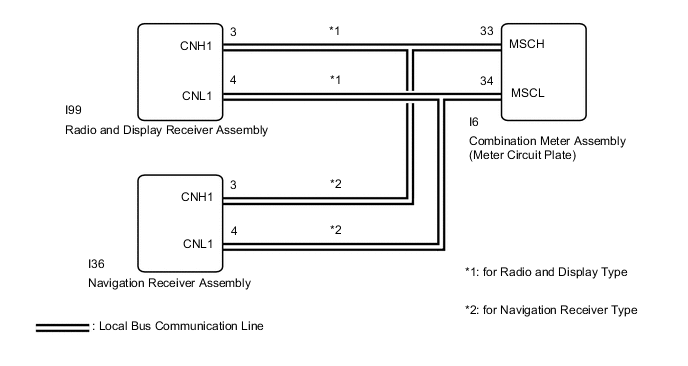 3
*1
33
CNH1
MSCH
4
*1
34
CNL1
MSCL
I99
Radio and Display Receiver Assembly
I6
Combination Meter Assembly
(Meter Circuit Plate)
3
*2
CNH1
4
*2
CNL1
I36
Navigation Receiver Assembly
*1: for Radio and Display Type
*2: for Navigation Receiver Type
: Local Bus Communication Line